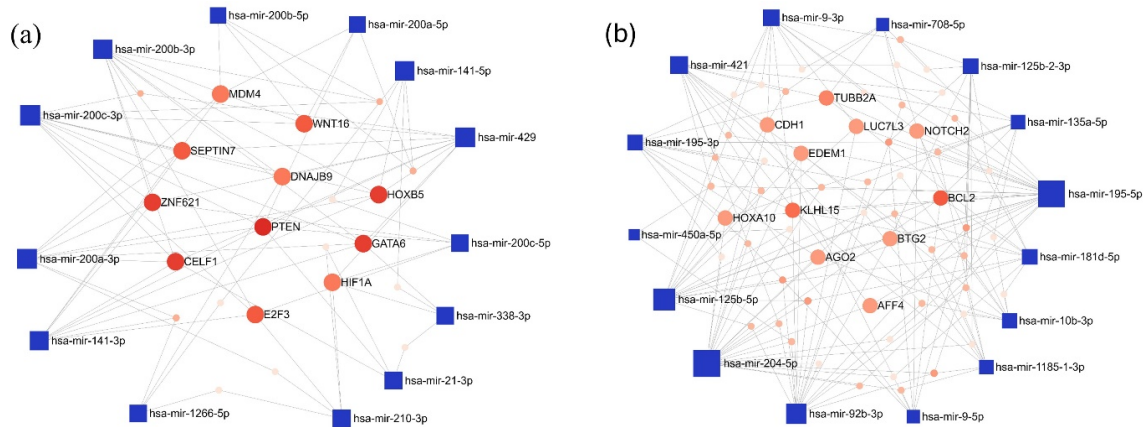 (a)
hsa-mir-200b-5p
hsa-mir-200a-5p
hsa-mir-200b-3p
hsa-mir-141-5p
MDM4
hsa-mir-200c-3p
WNT16
hsa-mir-429
SEPTIN7
DNAJB9
HOXB5
ZNF621
PTEN
GATA6
hsa-mir-200c-5p
hsa-mir-200a-3p
CELF1
HIF1A
E2F3
hsa-mir-338-3p
hsa-mir-141-3p
hsa-mir-21-3p
hsa-mir-1266-5p
hsa-mir-210-3p
(b)
hsa-mir-9-3p
hsa-mir-708-5p
hsa-mir-421
hsa-mir-125b-2-3p
TUBB2A
CDH1
LUC7L3
NOTCH2
hsa-mir-135a-5p
hsa-mir-195-3p
EDEM1
hsa-mir-195-5p
BCL2
HOXA10
KLHL15
hsa-mir-450a-5p
BTG2
AGO2
hsa-mir-181d-5p
hsa-mir-125b-5p
AFF4
hsa-mir-10b-3p
hsa-mir-204-5p
hsa-mir-1185-1-3p
hsa-mir-92b-3p
hsa-mir-9-5p